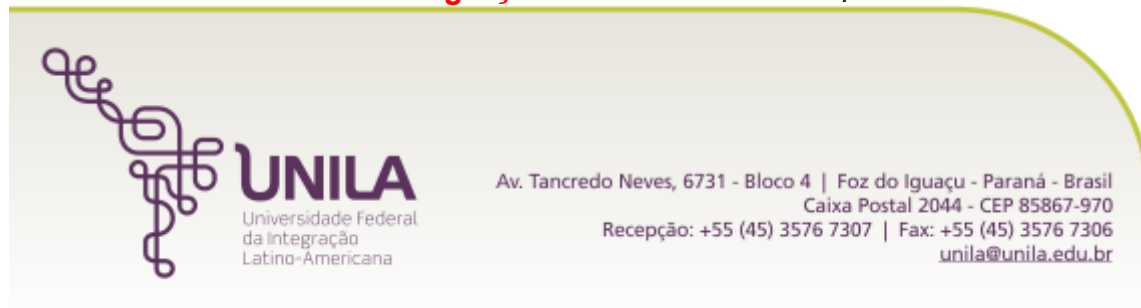 UNILA
Universidade Federal
da Integração
Latino-Americana
Av. Tancredo Neves, 6731 - Bloco 4 | Foz do Iguaçu - Paraná - Brasil
Caixa Postal 2044 - CEP 85867-970
Recepção: +55 (45) 3576 7307 | Fax: +55 (45) 3576 7306
unila@unila.edu.br